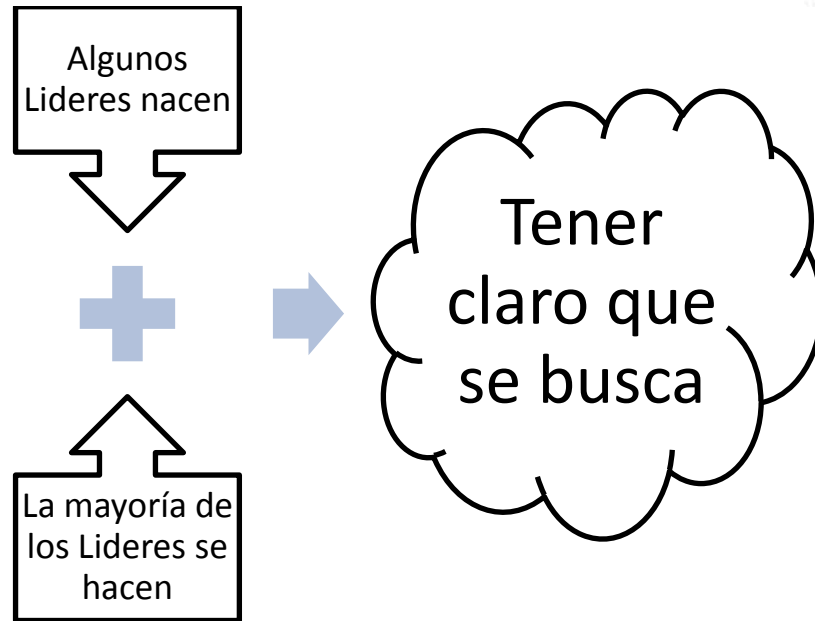 Algunos
Lideres nacen
Tener
claro que
se busca
La mayoría de
los Lideres se
hacen